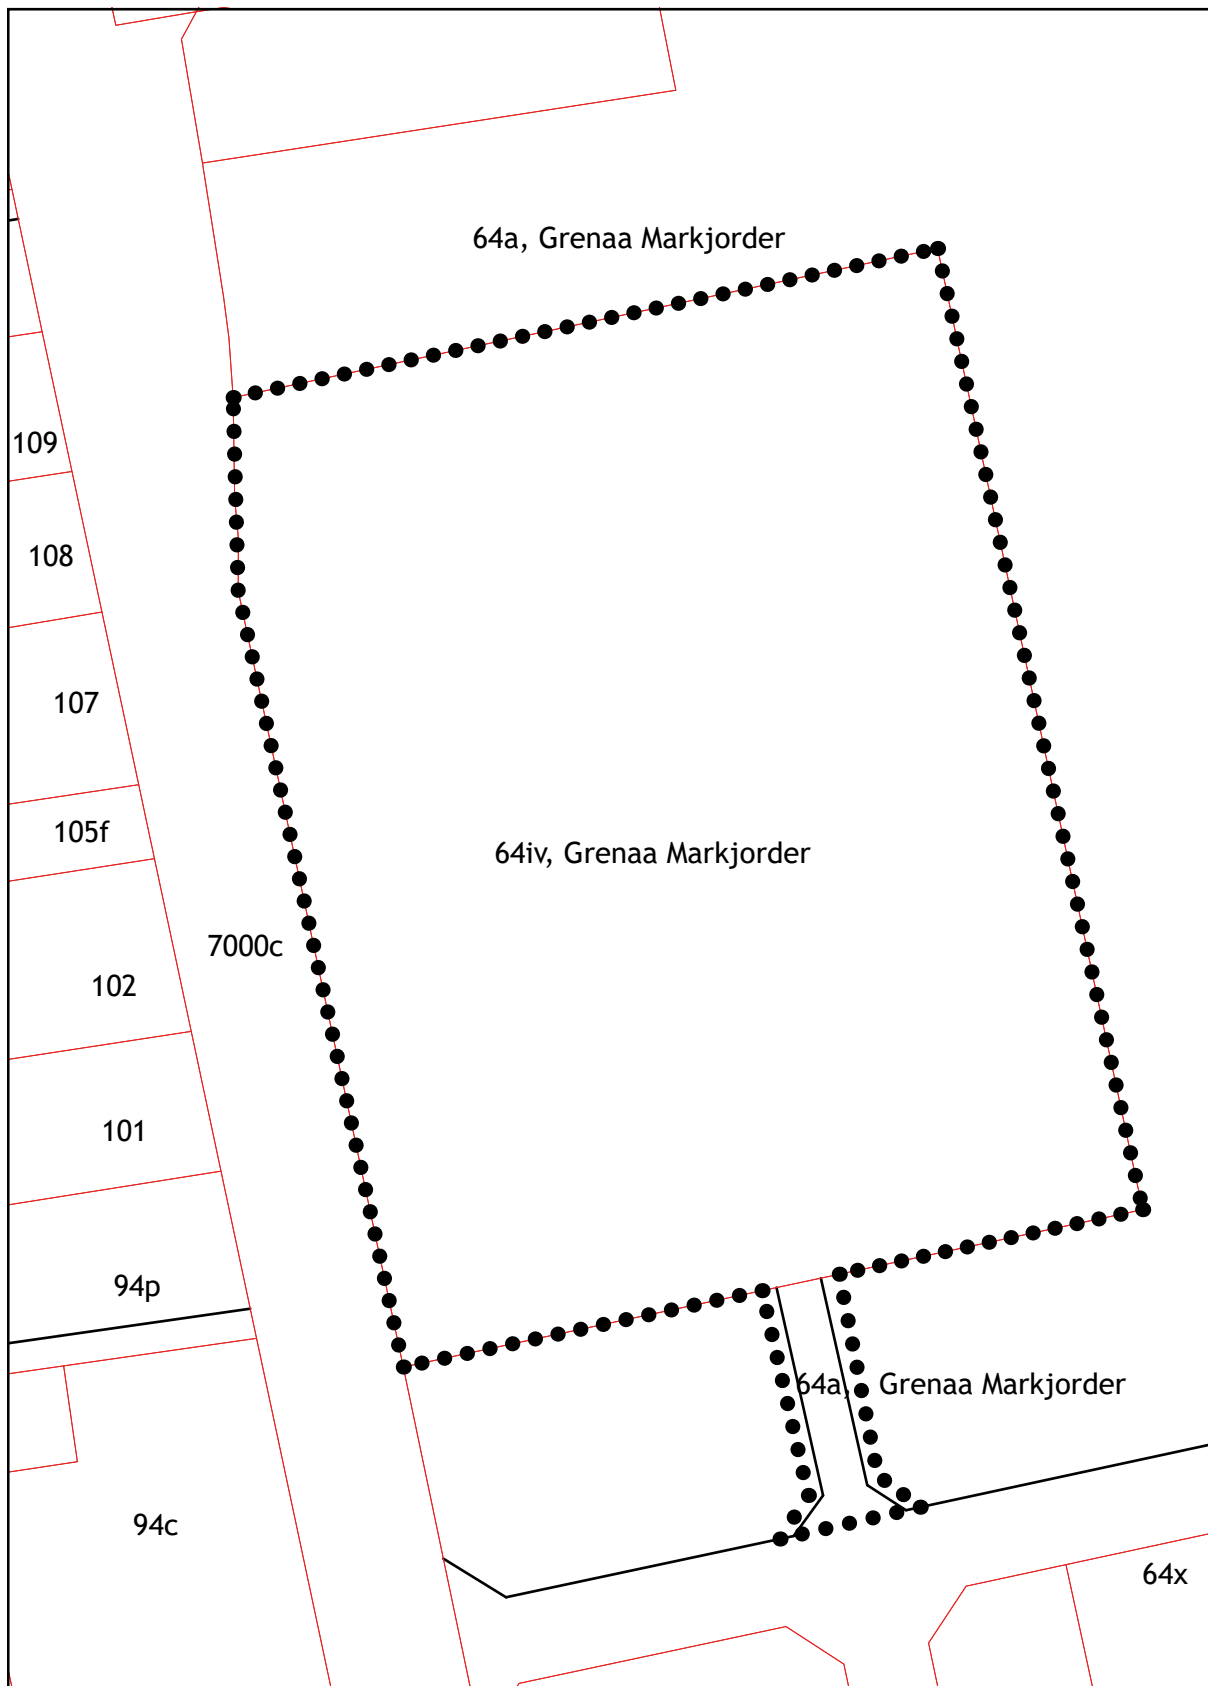 64a, Grenaa Markjorder
109
108
107
105f
64iv, Grenaa Markjorder
7000c
102
101
94p
64a, Grenaa Markjorder
94c
64x